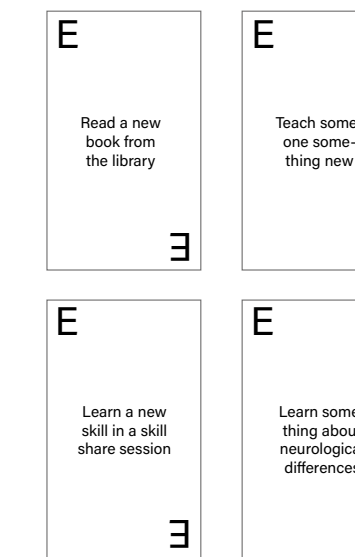 E
Read a new
book from
the library
E
E
Teach some
one some-
thing new
E
Learn a new
skill in a skill
share session
E
E
Learn some
thing abou
neurologica
differences